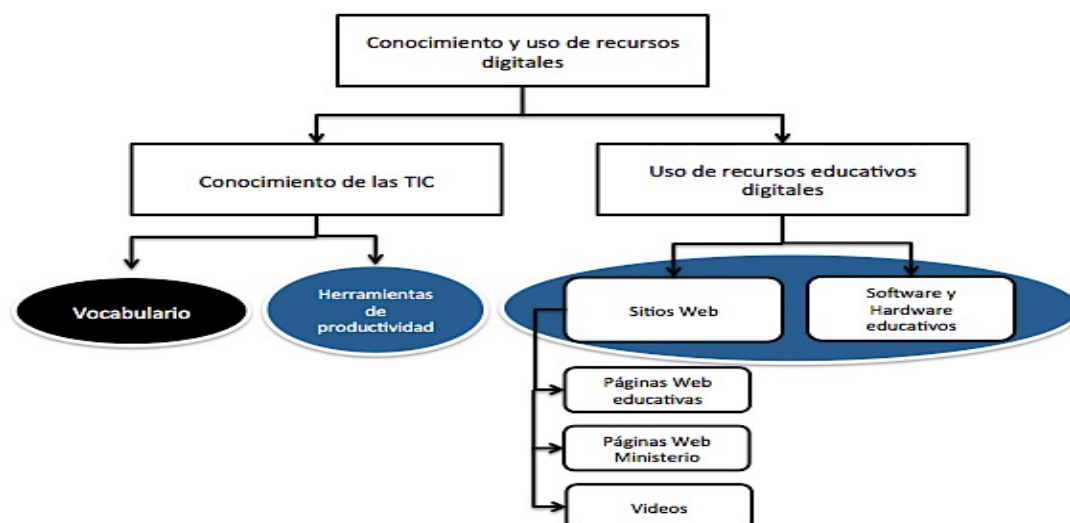 Conocimiento y uso de recursos
digitales
Conocimiento de las TIC
Uso de recursos educativos
digitales
Vocabulario
Herramientas
de
productividad
Sitios Web
Software y
Hardware
educativos
Páginas Web
educativas
Páginas Web
Ministerio
Videos